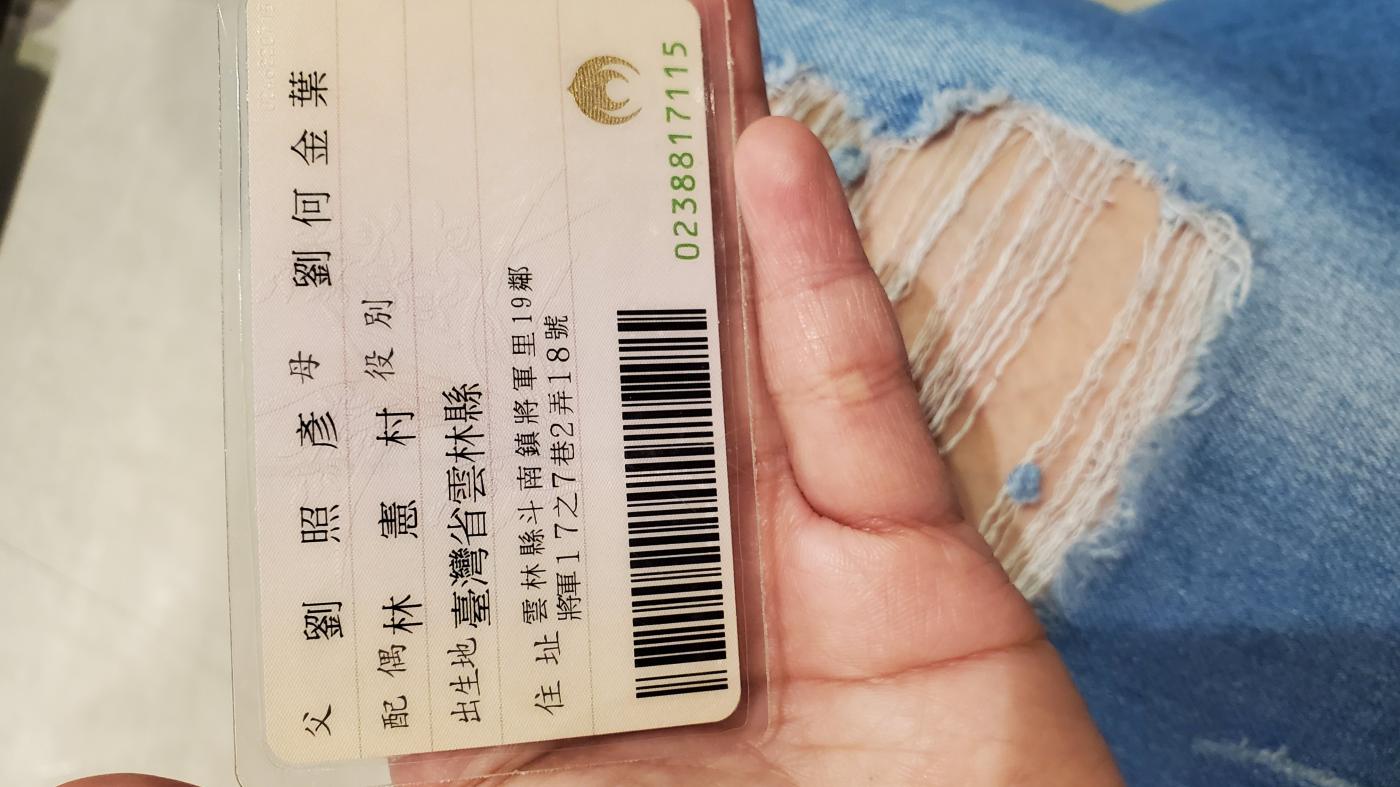 父 劉照彥 母 劉何金葉
配偶 林憲村 役別
出生地 臺灣省雲林縣
住址 雲林縣斗南鎮將軍里19鄰
將軍17之7巷2弄18號
0238817115